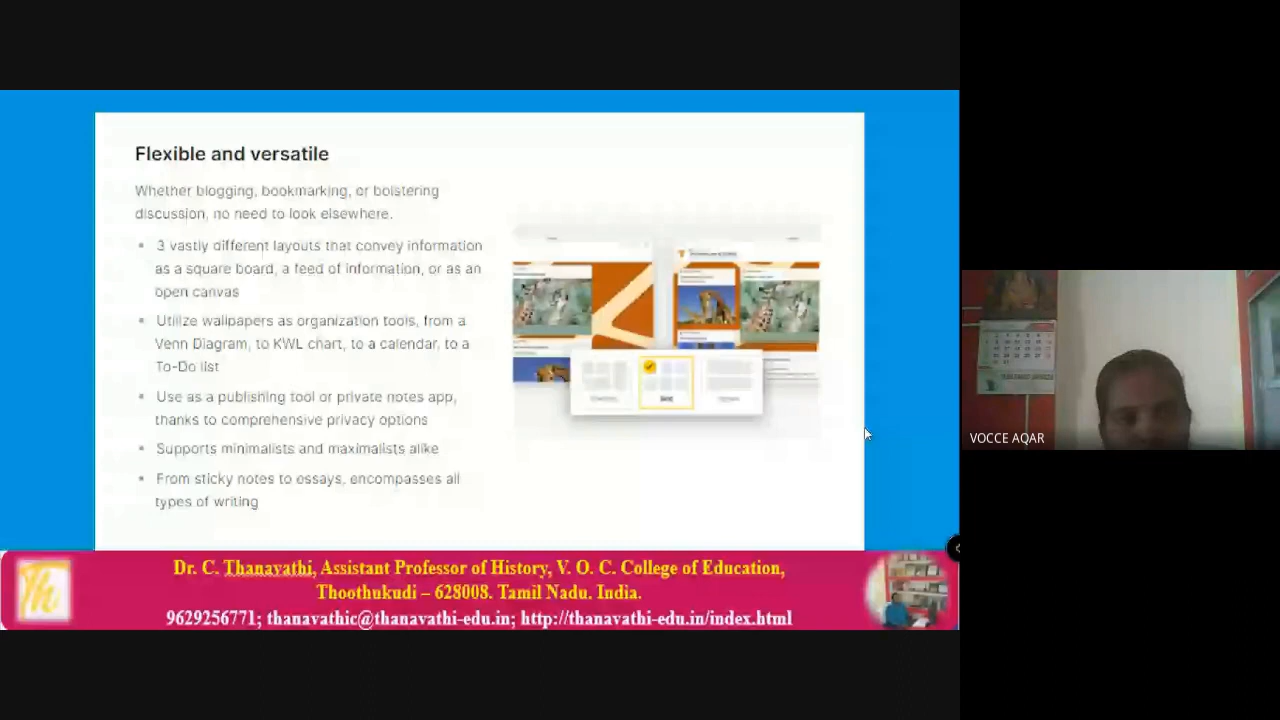 Flexible and versatile
Whether blogging, bookmarking, or bolstering
discussion, no need to look elsewhere.
3 vastly different layouts that convey information
as a square board, a feed of information, or as an
open canvas
Utilize wallpapers as organization tools, from a
Venn Diagram, to KWL chart, to a calendar, to a
To-Do list
Use as a publishing tool or private notes app,
thanks to comprehensive privacy options
Supports minimalists and maximalists alike
From sticky notes to essays, encompasses all
types of writing
Th
Dr. C. Thanavathi, Assistant Professor of History, V. O. C. College of Education,
Thoothukudi – 628008. Tamil Nadu. India.
9629256771; thanavathic@thanavathi-edu.in; http://thanavathi-edu.in/index.html
VOCCE AQAR